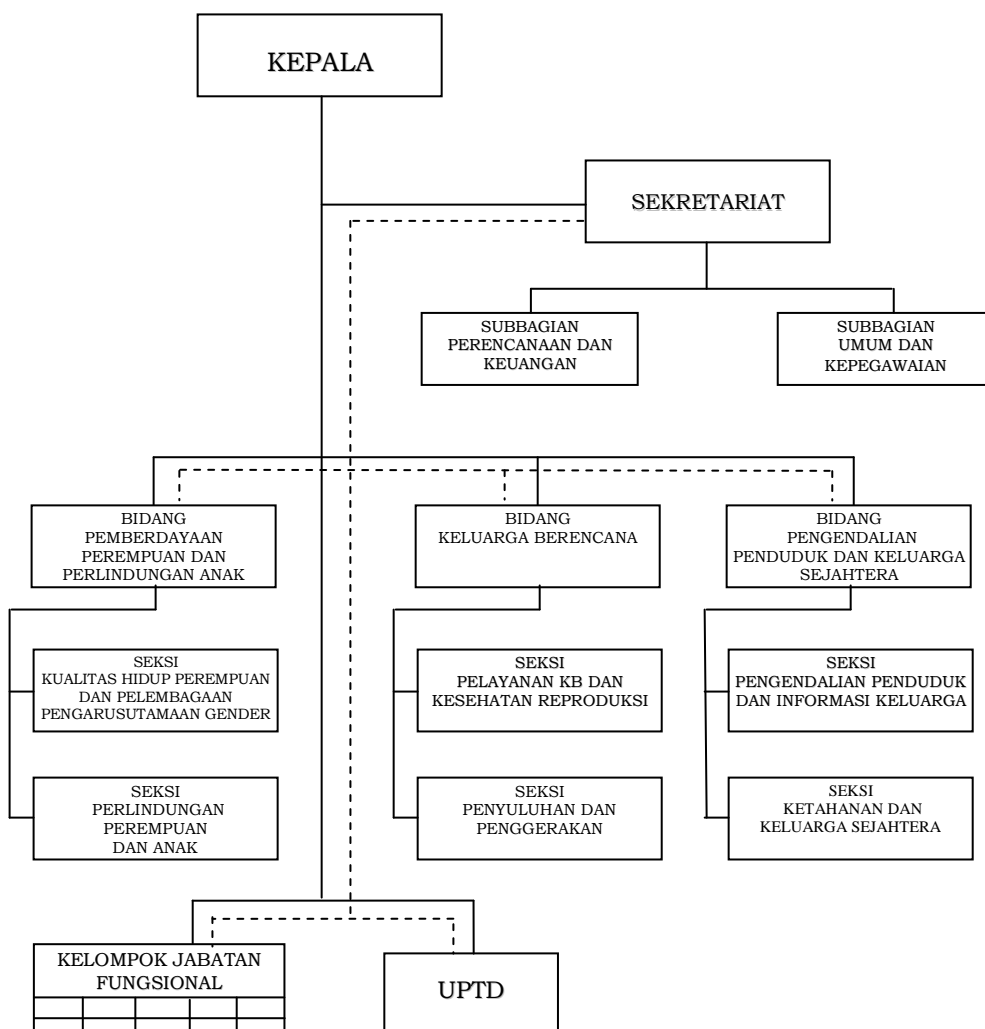 KEPALA
SEKRETARIAT
SUBBAGIAN
PERENCANAAN DAN
KEUANGAN
SUBBAGIAN
UMUM DAN
KEPEGAWAIAN
BIDANG
PEMBERDAYAAN
PEREMPUAN DAN
PERLINDUNGAN ANAK
BIDANG
KELUARGA BERENCANA
BIDANG
PENGENDALIAN
PENDUDUK DAN KELUARGA
SEJAHTERA
SEKSI
KUALITAS HIDUP PEREMPUAN
DAN PELEMBAGAAN
PENGARUSUTAMAAN GENDER
SEKSI
PELAYANAN KB DAN
KESEHATAN REPRODUKSI
SEKSI
PENGENDALIAN PENDUDUK
DAN INFORMASI KELUARGA
SEKSI
PERLINDUNGAN
PEREMPUAN
DAN ANAK
SEKSI
PENYULUHAN DAN
PENGGERAKAN
SEKSI
KETAHANAN DAN
KELUARGA SEJAHTERA
KELOMPOK JABATAN
FUNGSIONAL
UPTD